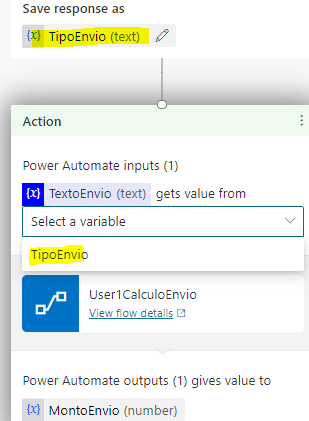 Save response as
{x} TipoEnvio (text)
Action
Power Automate inputs (1)
{x} TextoEnvio (text) gets value from
Select a variable
TipoEnvio
User1CalculoEnvio
View flow details
Power Automate outputs (1) gives value to
{x} MontoEnvio (number)